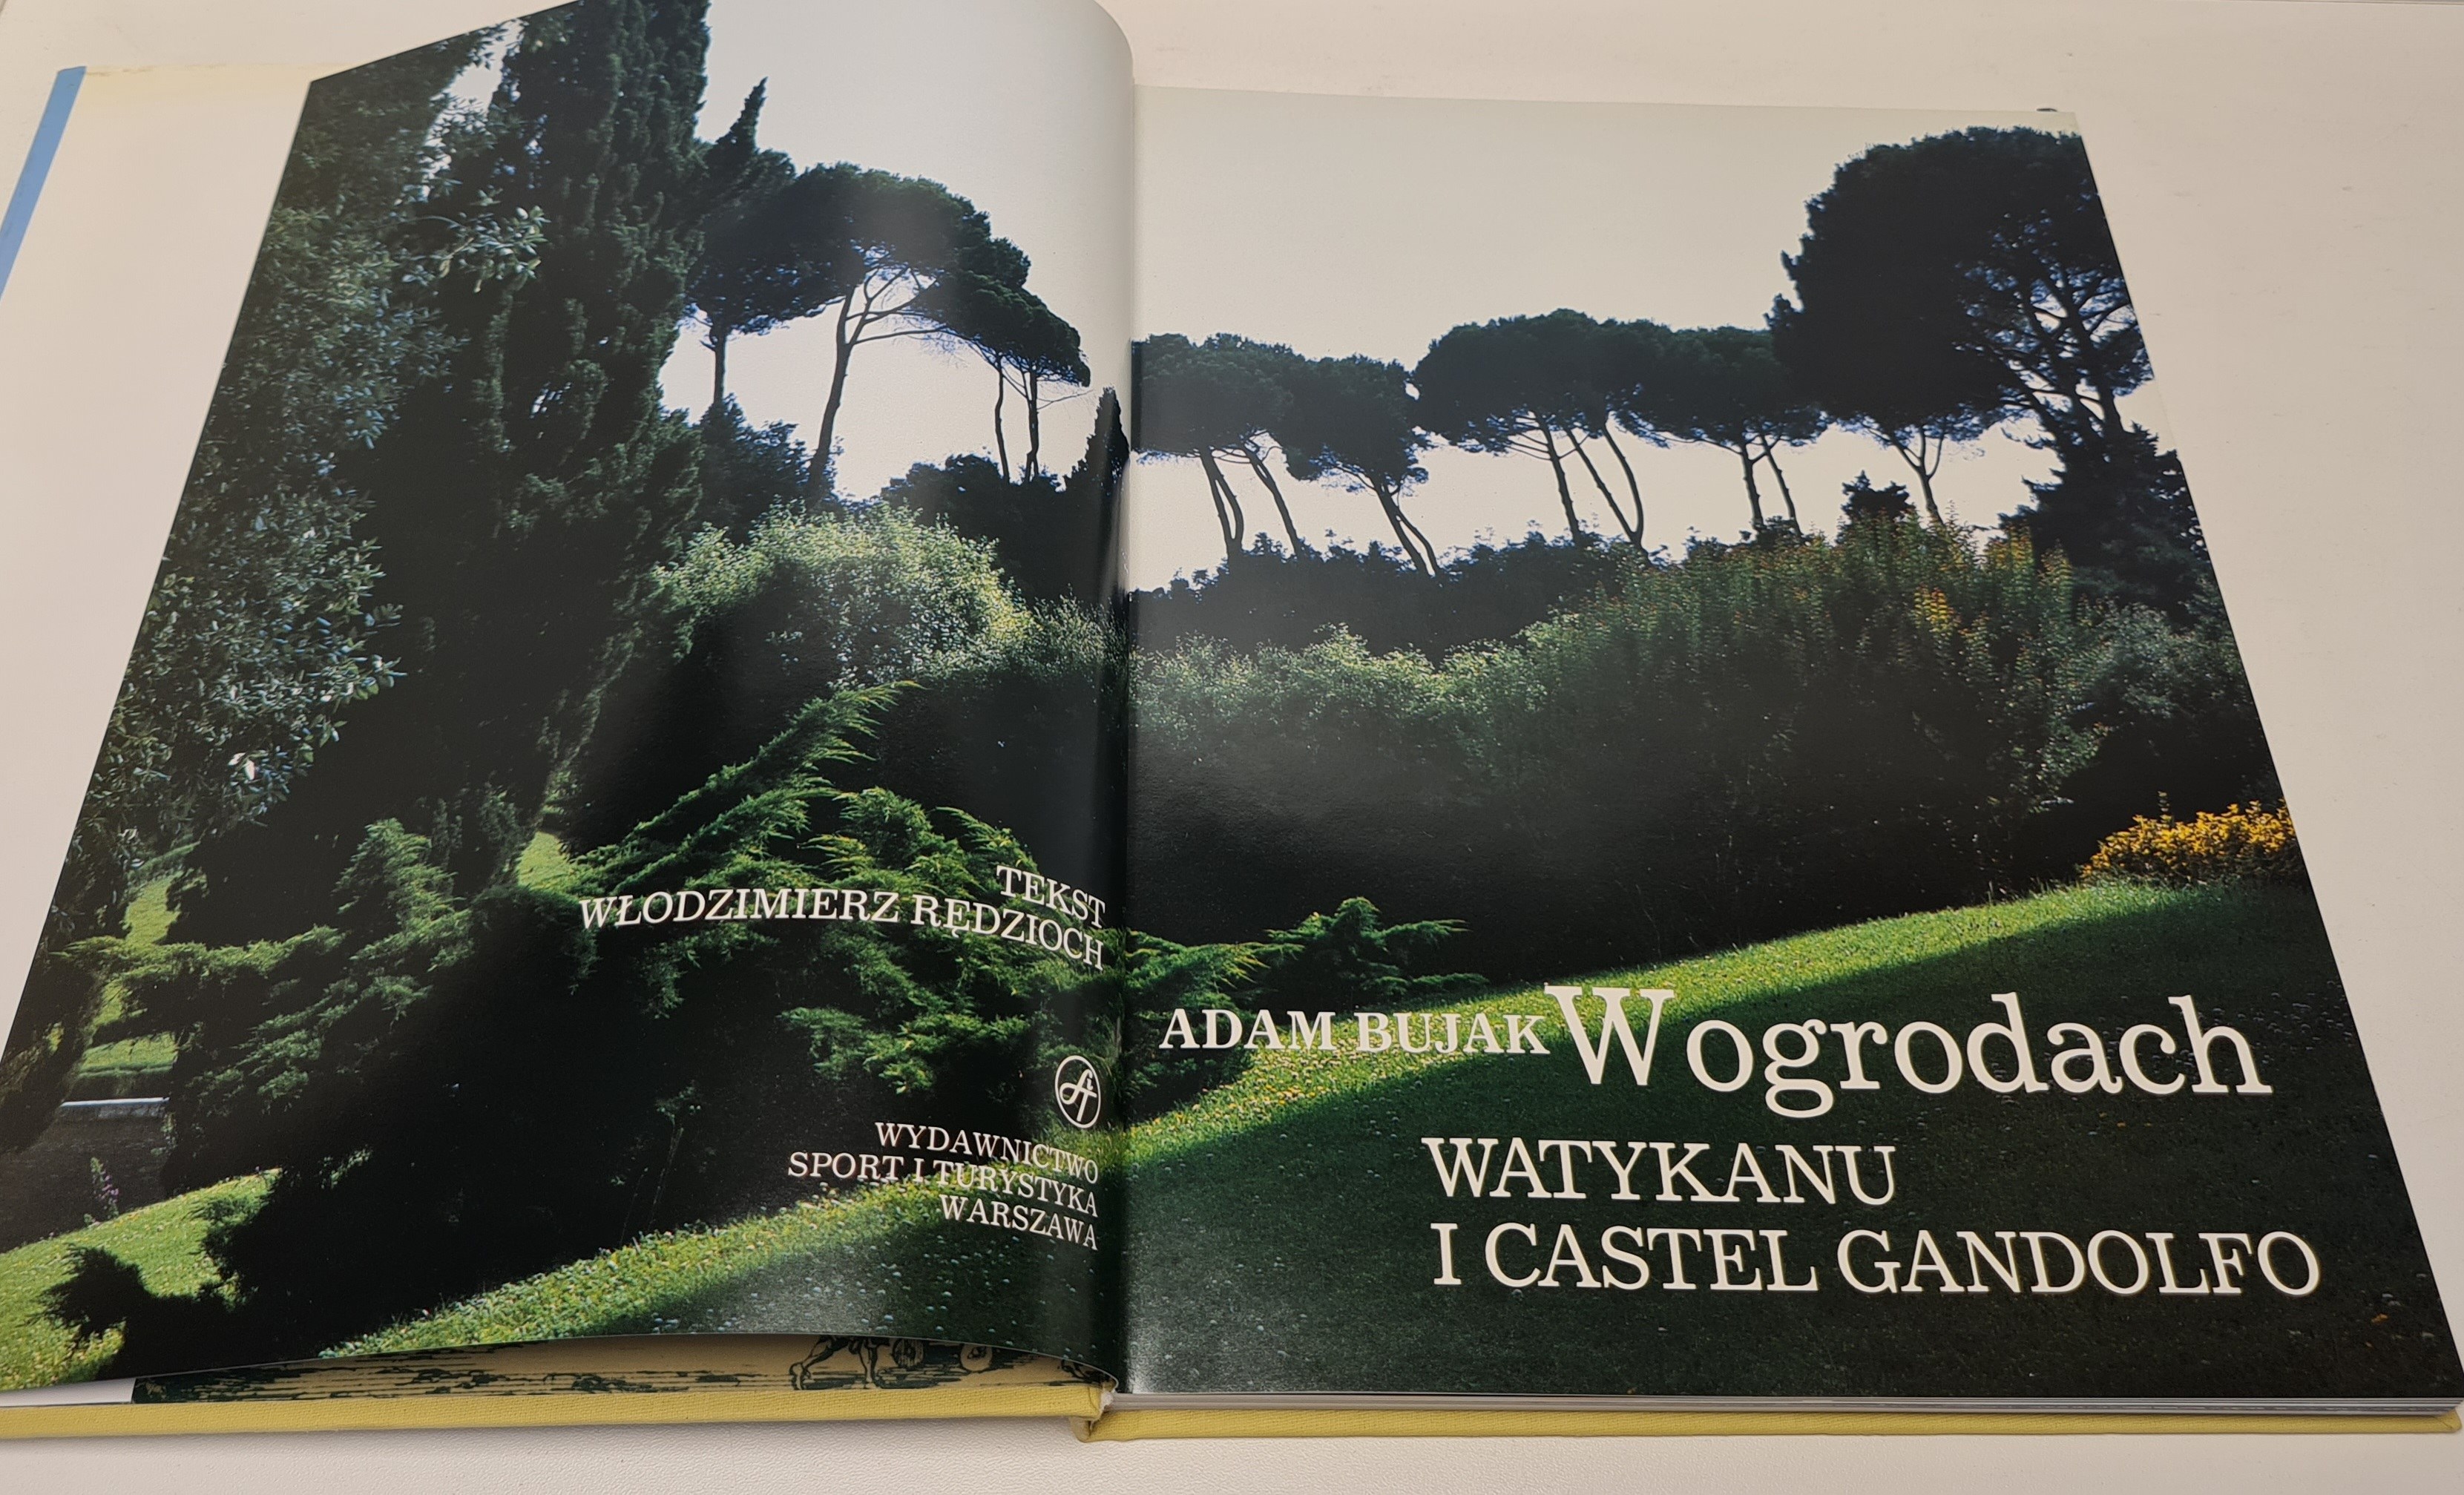 TEKST
WŁODZIMIERZ RĘDZIOCH
WYDAWNICTWO
SPORT I TURYSTYKA
WARSZAWA
ADAM BUJAK W ogrodach
WATYKANU
I CASTEL GANDOLFO